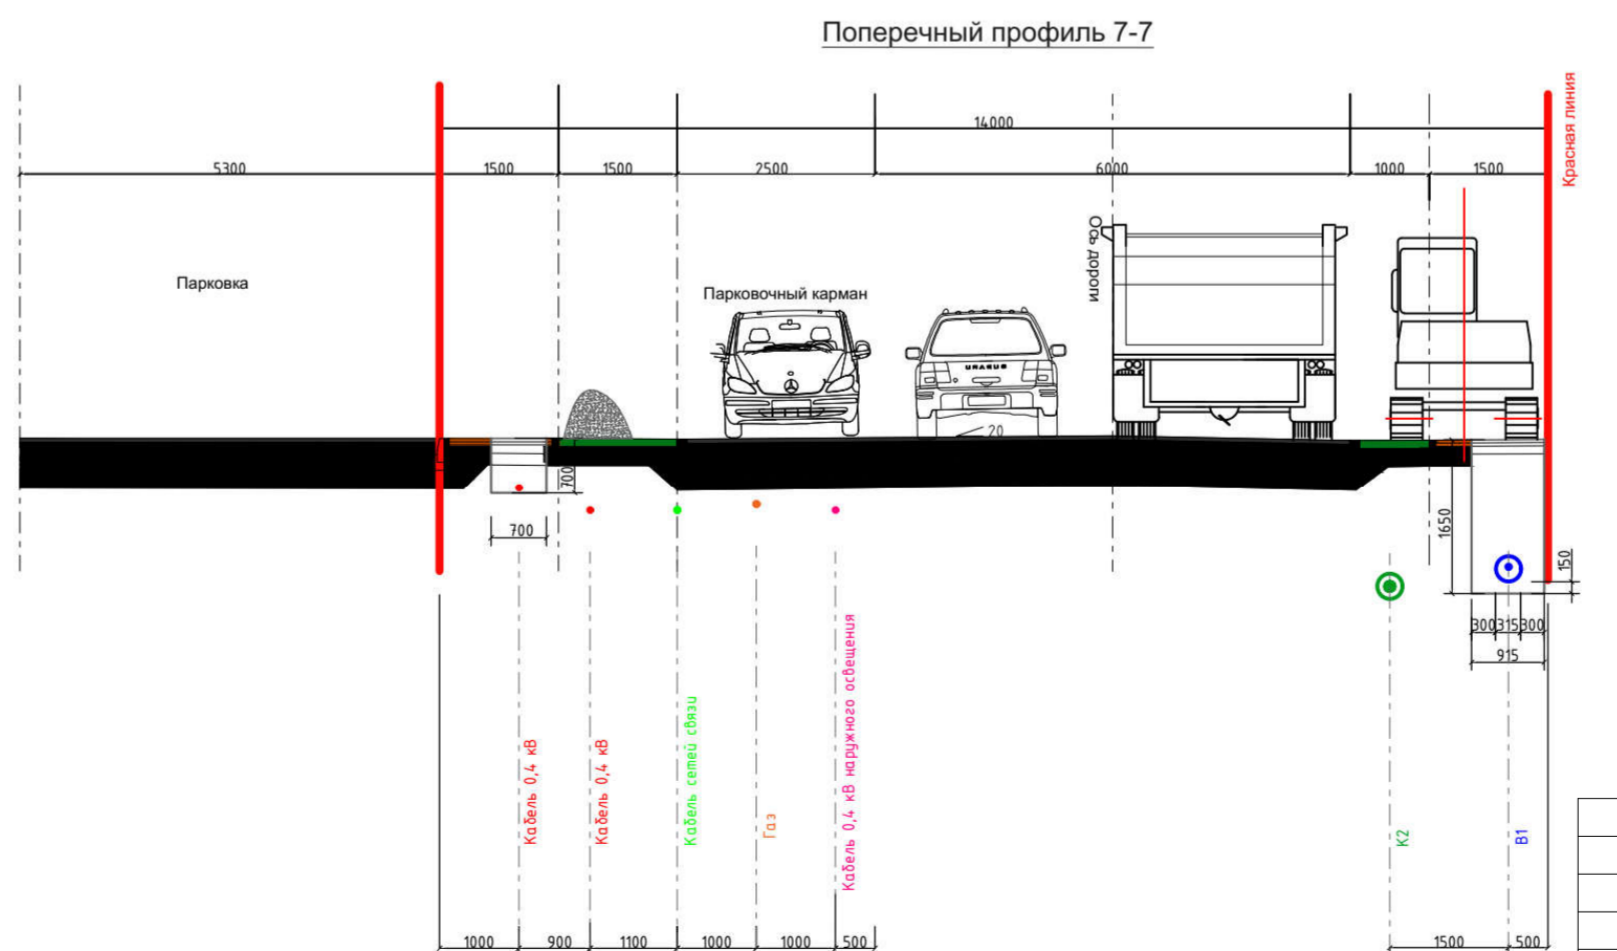 Поперечный профиль 7-7
Красная линия
14000
5300
1500
1500
2500
6000
1000
1500
Ось дороги
Парковка
Парковочный карман
URAKUS
20
700
700
1650
150
300
315
300
915
Кабель 0,4 кВ
Кабель 0,4 кВ
Кабель сетей связи
Газ
Кабель 0,4 кВ наружного освещения
К2
В1
1000
900
1100
1000
1000
500
1500
500